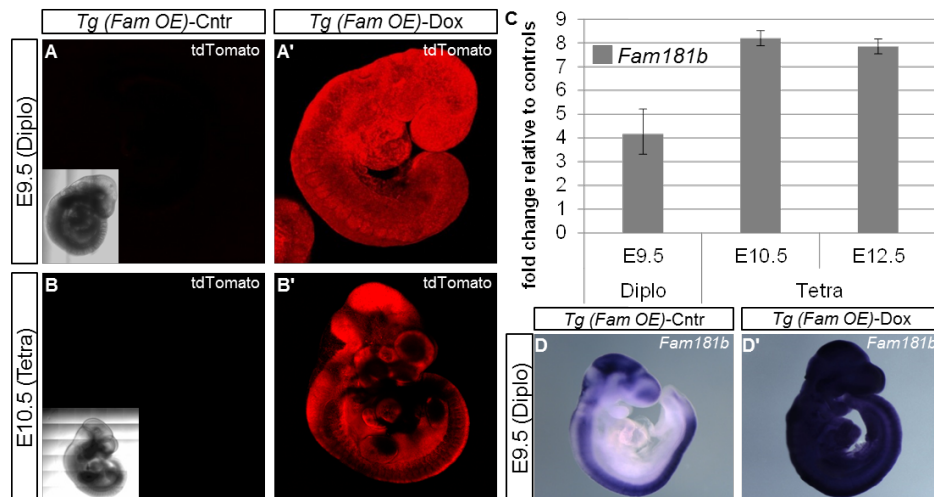 Tg (Fam OE)-Cntr
Tg (Fam OE)-Dox
E9.5 (Diplo)
A
tdTomato
A'
tdTomato
E10.5 (Tetra)
B
tdTomato
B'
tdTomato
C
fold change relative to controls
9
8
7
6
5
4
3
2
1
0
Fam181b
E9.5
E10.5
E12.5
Diplo
Tetra
Tg (Fam OE)-Cntr
Tg (Fam OE)-Dox
E9.5 (Diplo)
D
Fam181b
D'
Fam181b